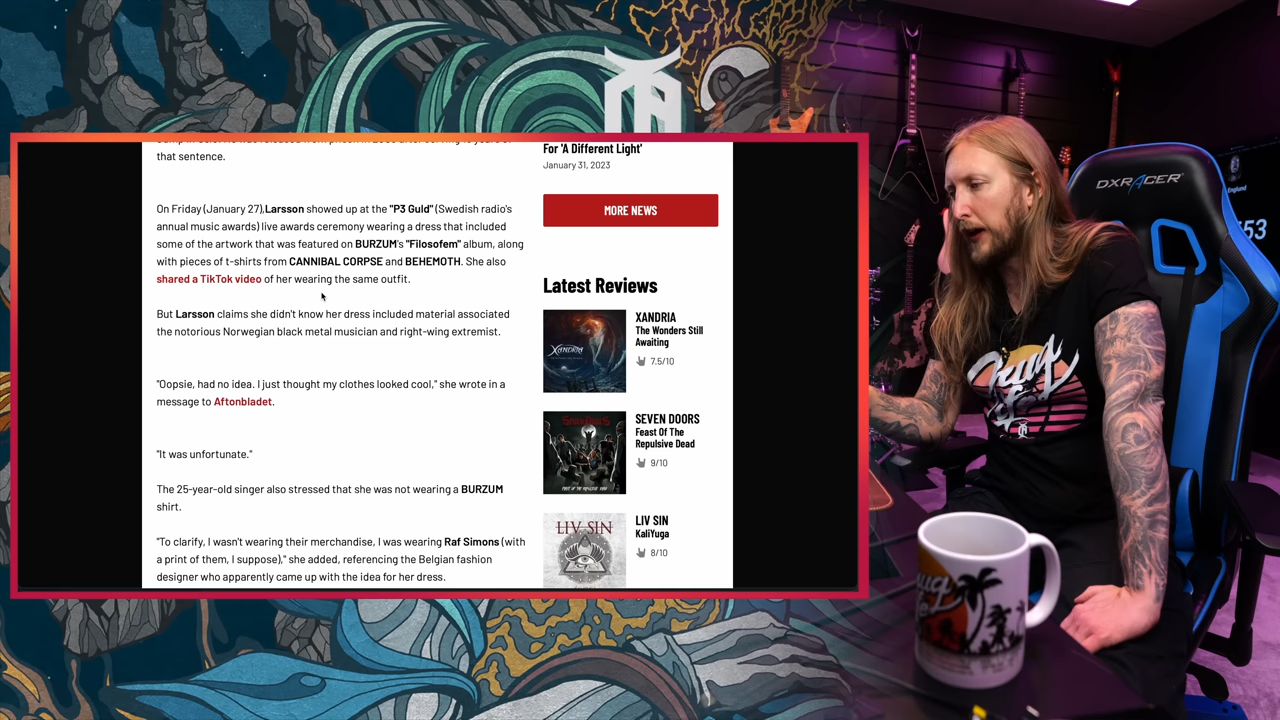 that sentence.
On Friday (January 27),Larsson showed up at the "P3 Guld" (Swedish radio's
annual music awards) live awards ceremony wearing a dress that included
some of the artwork that was featured on BURZUM's "Filosofem" album, along
with pieces of t-shirts from CANNIBAL CORPSE and BEHEMOTH. She also
shared a TikTok video of her wearing the same outfit.
But Larsson claims she didn't know her dress included material associated
the notorious Norwegian black metal musician and right-wing extremist.
"Oopsie, had no idea. I just thought my clothes looked cool," she wrote in a
message to Aftonbladet.
"It was unfortunate."
The 25-year-old singer also stressed that she was not wearing a BURZUM
shirt.
"To clarify, I wasn't wearing their merchandise, I was wearing Raf Simons (with
a print of them, I suppose)," she added, referencing the Belgian fashion
designer who apparently came up with the idea for her dress.
For 'A Different Light'
January 31, 2023
MORE NEWS
Latest Reviews
XANDRIA
The Wonders Still
Awaiting
7.5/10
XANDRIA
SEVEN DOORS
Feast Of The
Repulsive Dead
9/10
LIV SIN
KaliYuga
8/10
LIV SIN
DXRACER
England
53